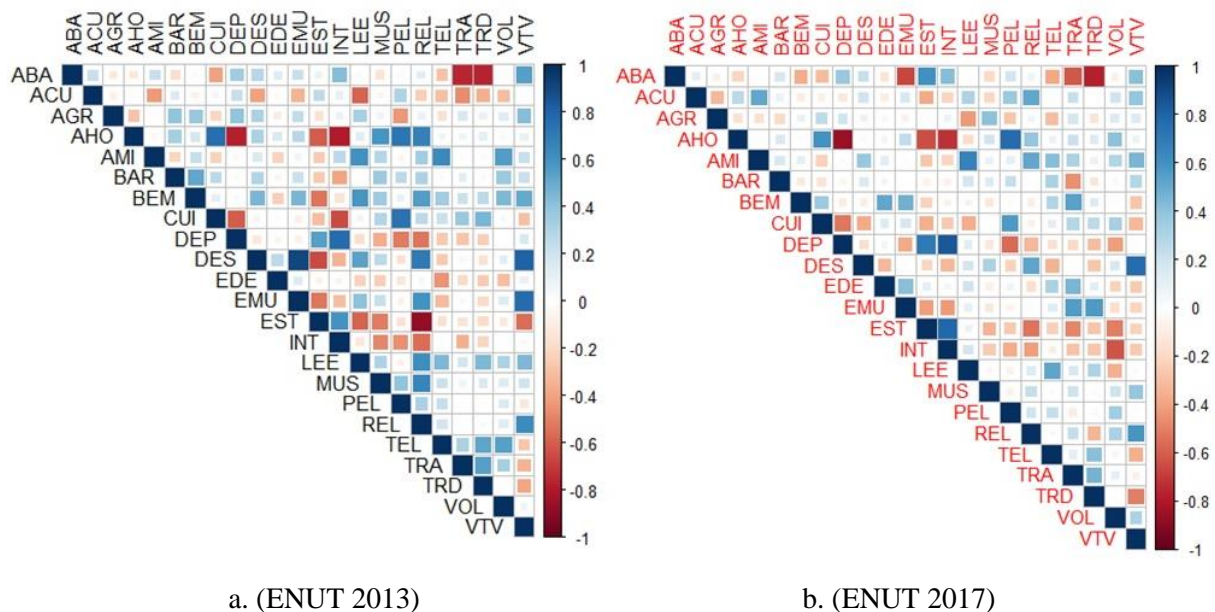 ABA ACU AGR AHO AMI BAR BEM CUI DEP DES EDE EMU EST INT LEE MUS PEL REL TEL TRA TRD VOL VTV
ABA
ACU
AGR
AHO
AMI
BAR
BEM
CUI
DEP
DES
EDE
EMU
EST
INT
LEE
MUS
PEL
REL
TEL
TRA
TRD
VOL
VTV
1
0.8
0.6
0.4
0.2
0
-0.2
-0.4
-0.6
-0.8
-1
a. (ENUT 2013)
ABA ACU AGR AHO AMI BAR BEM CUI DEP DES EDE EMU EST INT LEE MUS PEL REL TEL TRA TRD VOL VTV
ABA
ACU
AGR
AHO
AMI
BAR
BEM
CUI
DEP
DES
EDE
EMU
EST
INT
LEE
MUS
PEL
REL
TEL
TRA
TRD
VOL
VTV
1
0.8
0.6
0.4
0.2
0
-0.2
-0.4
-0.6
-0.8
-1
b. (ENUT 2017)